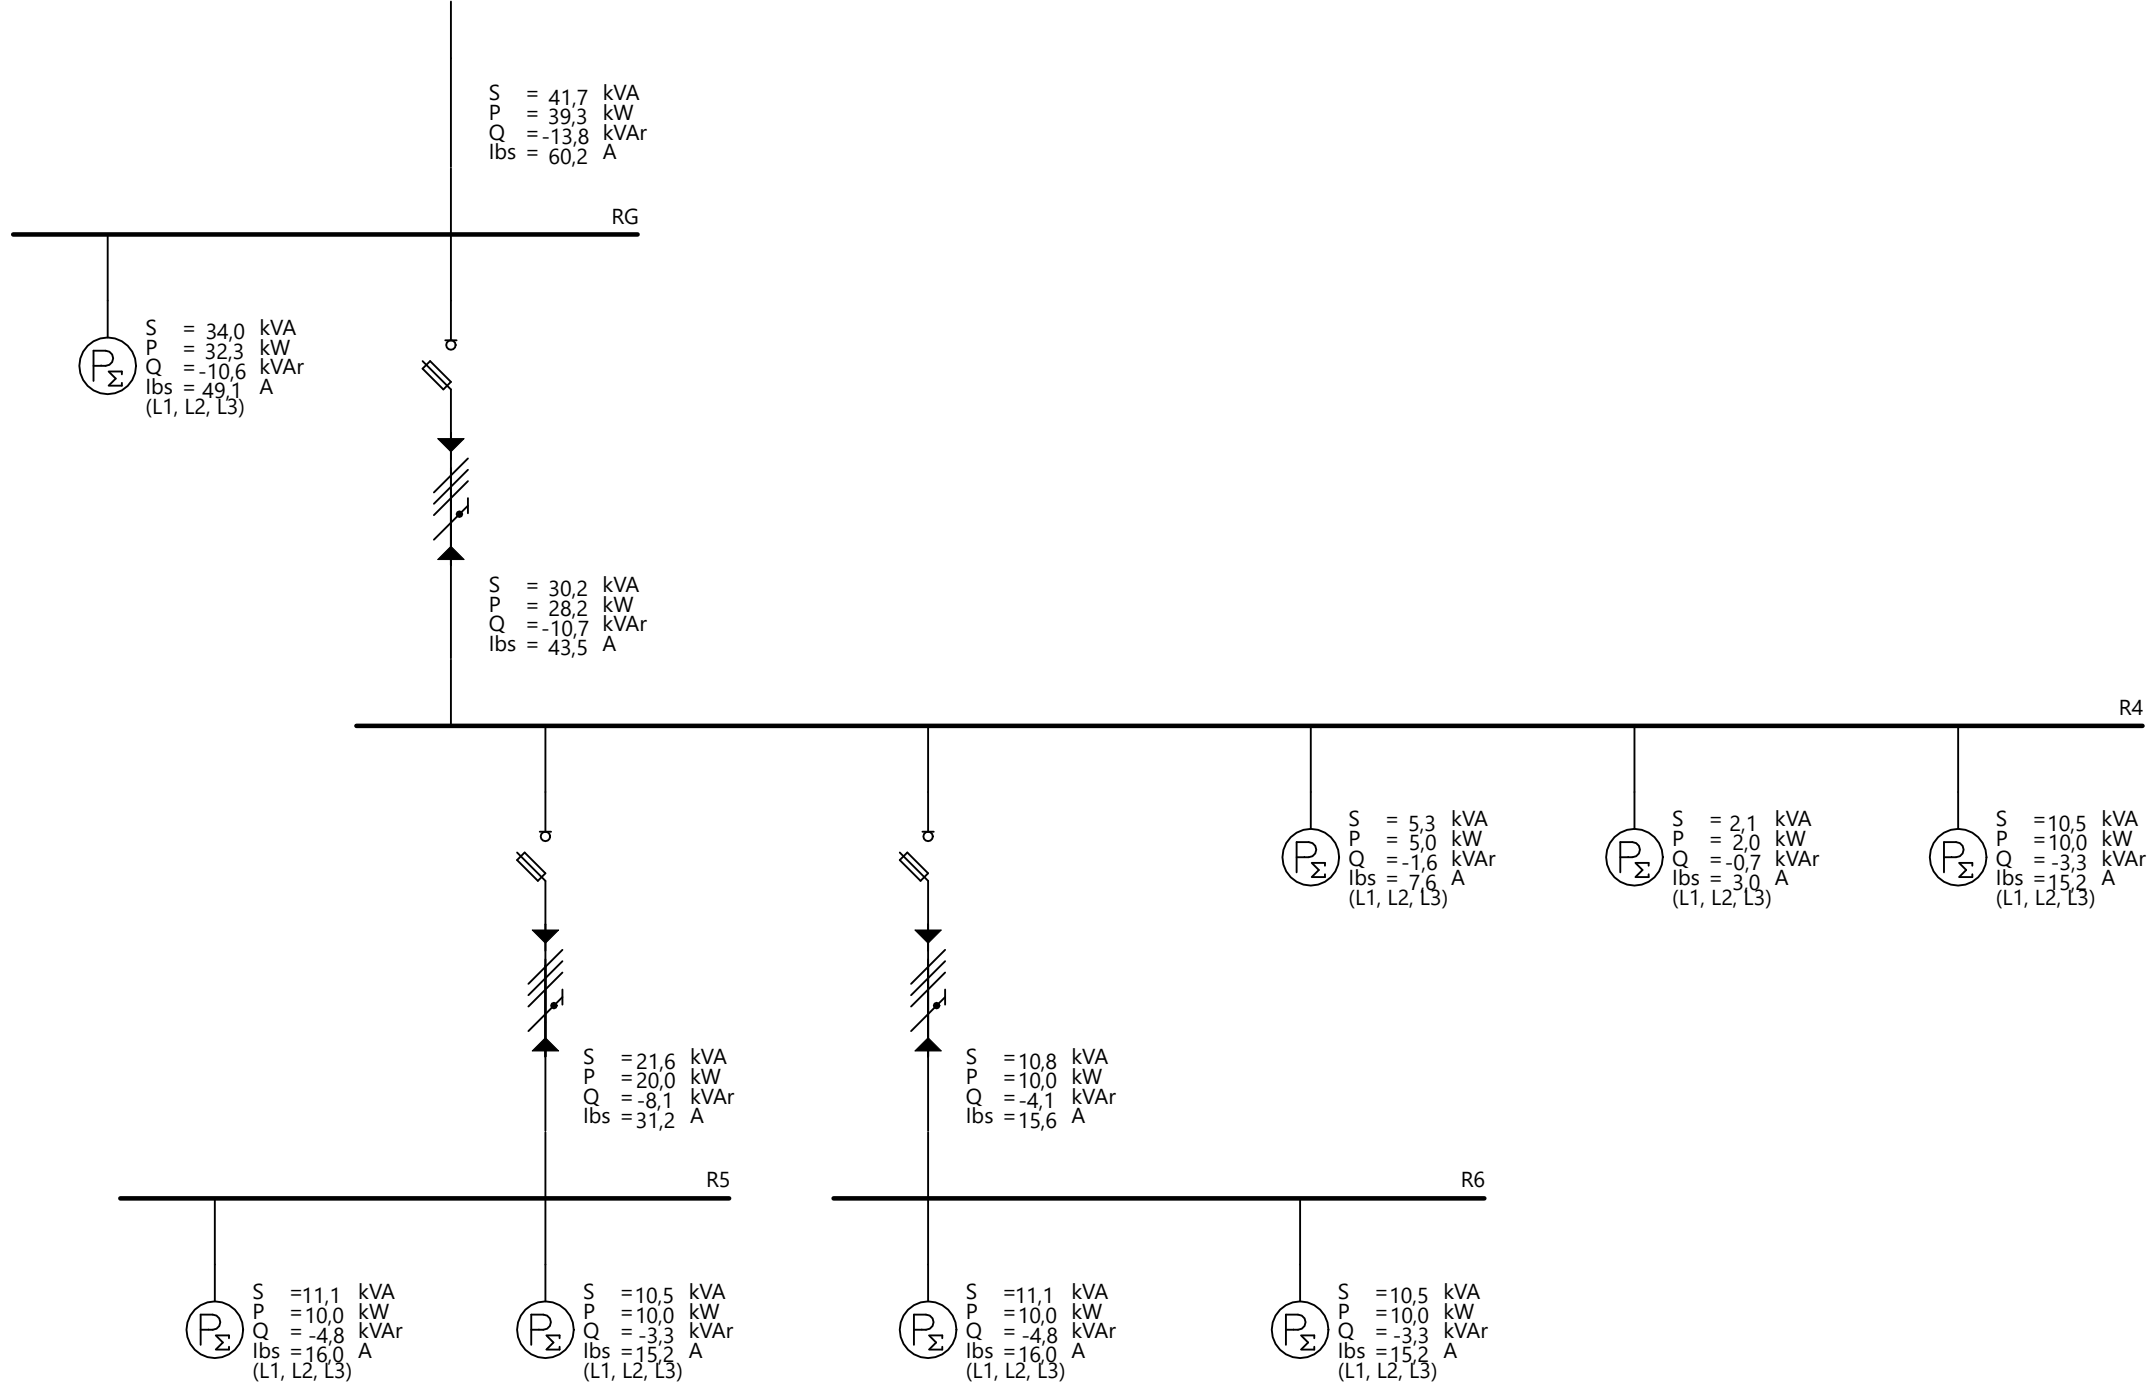 S = 41,7 kVA
P = 39,3 kW
Q =-13,8 kVAr
Ibs = 60,2 A
RG
S = 34,0 kVA
P = 32,3 kW
Q =-10,6 kVAr
Ibs = 49,1 A
(L1, L2, L3)
PΣ
S = 30,2 kVA
P = 28,2 kW
Q =-10,7 kVAr
Ibs = 43,5 A
R4
PΣ
S = 5,3 kVA
P = 5,0 kW
Q =-1,6 kVAr
Ibs = 7,6 A
(L1, L2, L3)
PΣ
S = 2,1 kVA
P = 2,0 kW
Q =-0,7 kVAr
Ibs = 3,0 A
(L1, L2, L3)
PΣ
S =10,5 kVA
P =10,0 kW
Q = -3,3 kVAr
Ibs =15,2 A
(L1, L2, L3)
S =21,6 kVA
P =20,0 kW
Q = -8,1 kVAr
Ibs =31,2 A
S =10,8 kVA
P =10,0 kW
Q = -4,1 kVAr
Ibs =15,6 A
R5
R6
PΣ
S =11,1 kVA
P =10,0 kW
Q = -4,8 kVAr
Ibs =16,0 A
(L1, L2, L3)
PΣ
S =10,5 kVA
P =10,0 kW
Q = -3,3 kVAr
Ibs =15,2 A
(L1, L2, L3)
PΣ
S =11,1 kVA
P =10,0 kW
Q = -4,8 kVAr
Ibs =16,0 A
(L1, L2, L3)
PΣ
S =10,5 kVA
P =10,0 kW
Q = -3,3 kVAr
Ibs =15,2 A
(L1, L2, L3)